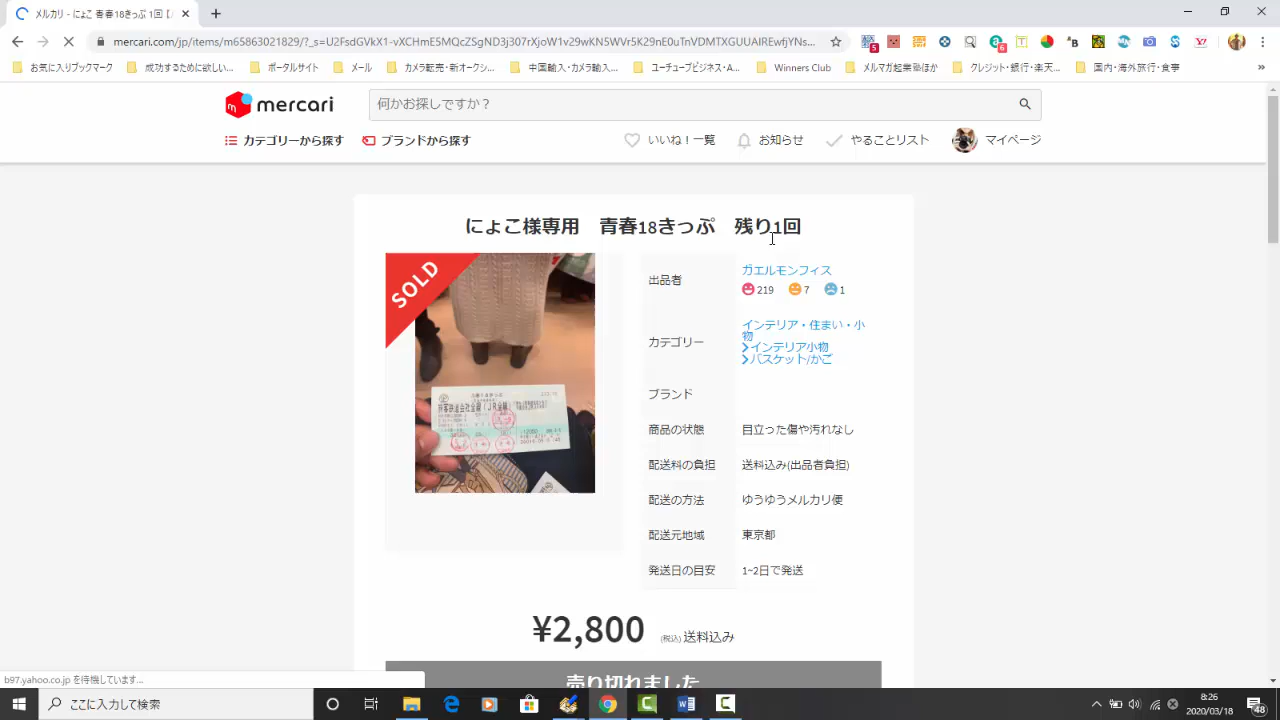 メルカリ - にょこ 青春18きっぷ 1回【
mercari.com/jp/items/m65863021829/?_s=U2FsdGVkX1-
お気に入りブックマーク
成功するために欲しい...
ポータルサイト
メール
カメラ転売・新オークシ...
中国輸入・カメラ輸入...
ユーチューブビジネス・A...
Winners Club
メルマガ起業塾ほか
クレジット・銀行・楽天...
国内・海外旅行・食事
»
mercari
何かお探しですか？
カテゴリーから探す
ブランドから探す
いいね！一覧
お知らせ
やることリスト
マイページ
にょこ様専用　青春18きっぷ　残り1回
SOLD
出品者
ガエルモンフィス
219 7 1
カテゴリー
インテリア・住まい・小
物
インテリア小物
バスケット/かご
ブランド
商品の状態
目立った傷や汚れなし
配送料の負担
送料込み(出品者負担)
配送の方法
ゆうゆうメルカリ便
配送元地域
東京都
発送日の目安
1~2日で発送
¥2,800 (税込) 送料込み
売り切れました
b97.yahoo.co.jp を待機しています...
ここに入力して検索
8:26
2020/03/18
48